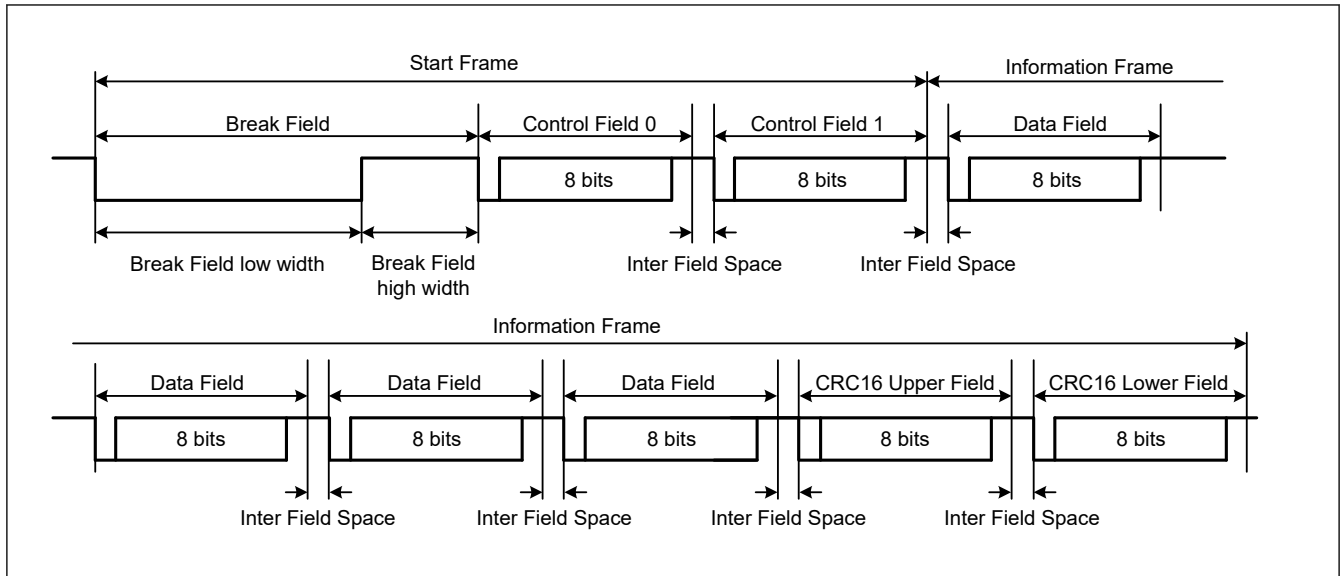 Start Frame
Information Frame
Break Field
Control Field 0
Control Field 1
Data Field
8 bits
8 bits
8 bits
Break Field low width
Break Field
high width
Inter Field Space
Inter Field Space
Information Frame
Data Field
Data Field
Data Field
CRC16 Upper Field
CRC16 Lower Field
8 bits
8 bits
8 bits
8 bits
8 bits
Inter Field Space
Inter Field Space
Inter Field Space
Inter Field Space